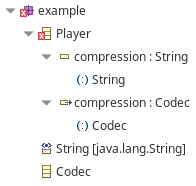 example
Player
compression : String
(:) String
compression : Codec
(:) Codec
String [java.lang.String]
Codec